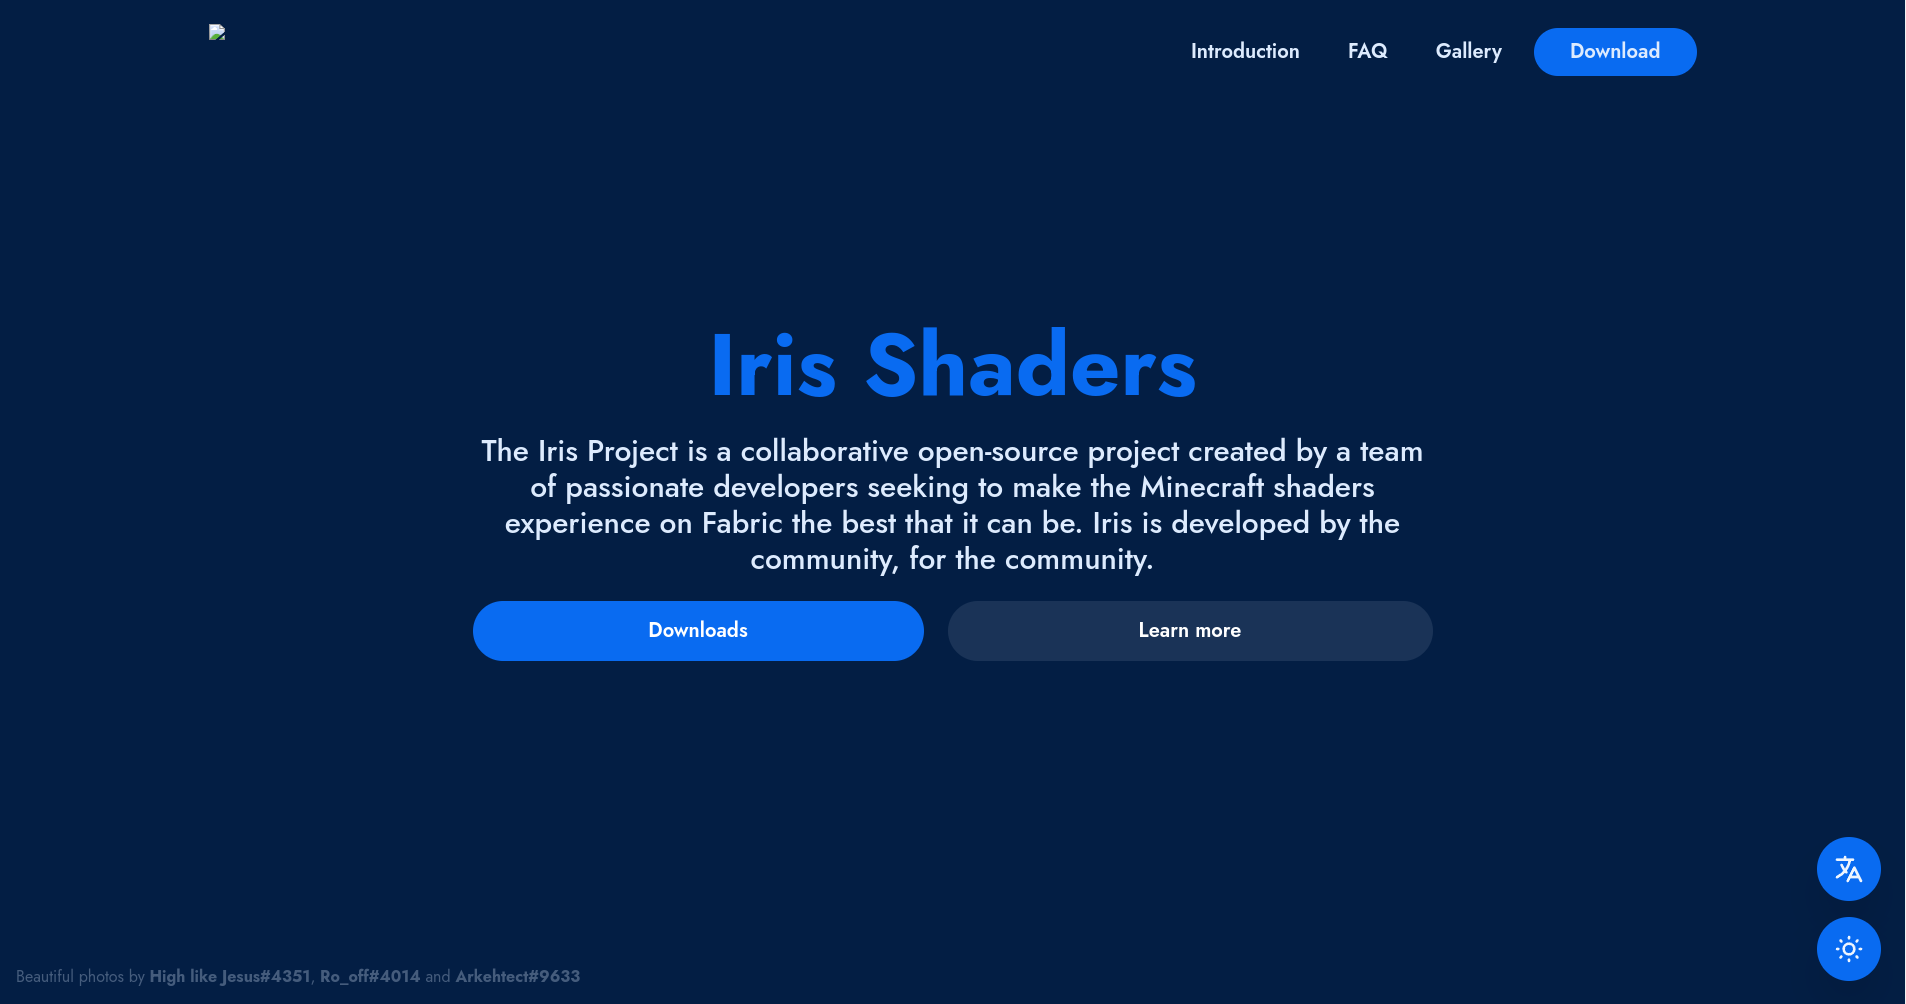 Introduction
FAQ
Gallery
Download
Iris Shaders
The Iris Project is a collaborative open-source project created by a team
of passionate developers seeking to make the Minecraft shaders
experience on Fabric the best that it can be. Iris is developed by the
community, for the community.
Downloads
Learn more
Beautiful photos by High like Jesus#4351, Ro_off#4014 and Arkehtect#9633